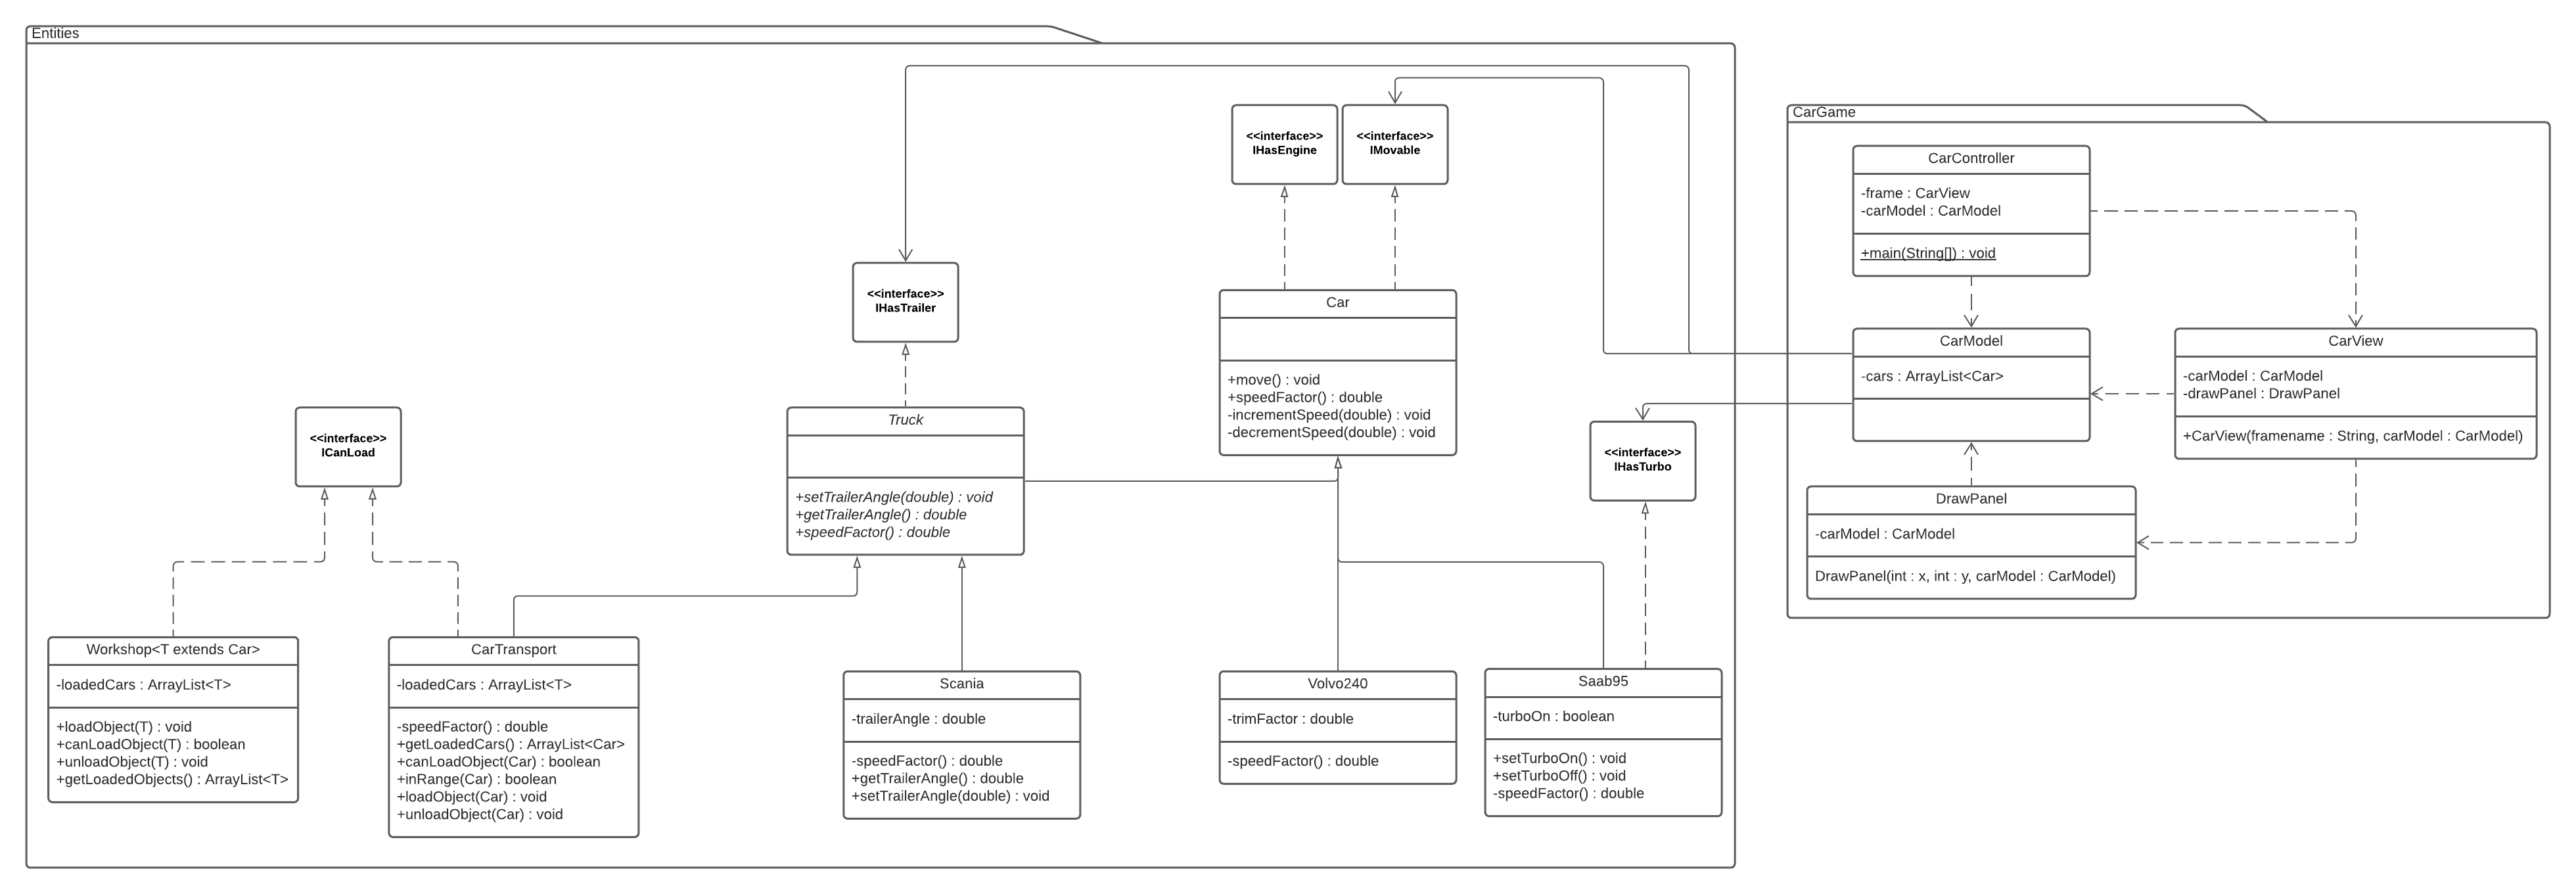 Entities
<<interface>>
IHasEngine
<<interface>>
IMovable
<<interface>>
IHasTrailer
Car
+move() : void
+speedFactor() : double
-incrementSpeed(double) : void
-decrementSpeed(double) : void
<<interface>>
ICanLoad
Truck
+setTrailerAngle(double) : void
+getTrailerAngle() : double
+speedFactor() : double
<<interface>>
IHasTurbo
Workshop<T extends Car>
-loadedCars : ArrayList<T>
+loadObject(T) : void
+canLoadObject(T) : boolean
+unloadObject(T) : void
+getLoadedObjects() : ArrayList<T>
CarTransport
-loadedCars : ArrayList<T>
-speedFactor() : double
+getLoadedCars() : ArrayList<Car>
+canLoadObject(Car) : boolean
+inRange(Car) : boolean
+loadObject(Car) : void
+unloadObject(Car) : void
Scania
-trailerAngle : double
-speedFactor() : double
+getTrailerAngle() : double
+setTrailerAngle(double) : void
Volvo240
-trimFactor : double
-speedFactor() : double
Saab95
-turboOn : boolean
+setTurboOn() : void
+setTurboOff() : void
-speedFactor() : double
CarGame
CarController
-frame : CarView
-carModel : CarModel
+main(String[]) : void
CarModel
-cars : ArrayList<Car>
CarView
-carModel : CarModel
-drawPanel : DrawPanel
+CarView(framename : String, carModel : CarModel)
DrawPanel
-carModel : CarModel
DrawPanel(int : x, int : y, carModel : CarModel)